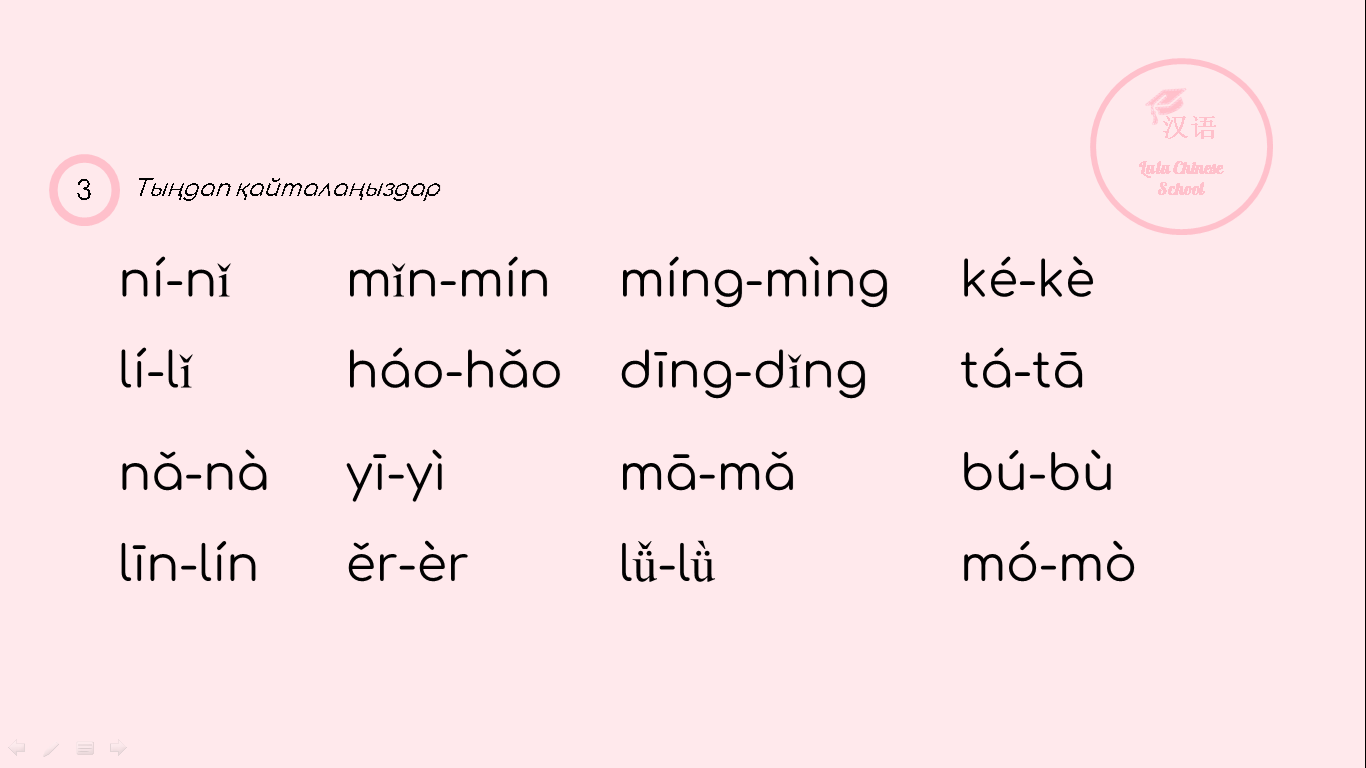 汉语
Lulu Chinese
School
3 Тыңдап қайталаңыздар
ní-nǐ mǐn-mín míng-mìng ké-kè
lí-lǐ háo-hǎo dīng-dǐng tá-tā
nǎ-nà yī-yì mā-mǎ bú-bù
līn-lín ěr-èr lǚ-lǜ mó-mò